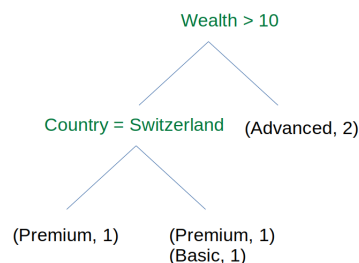 Wealth > 10
Country = Switzerland
(Advanced, 2)
(Premium, 1)
(Premium, 1)
(Basic, 1)